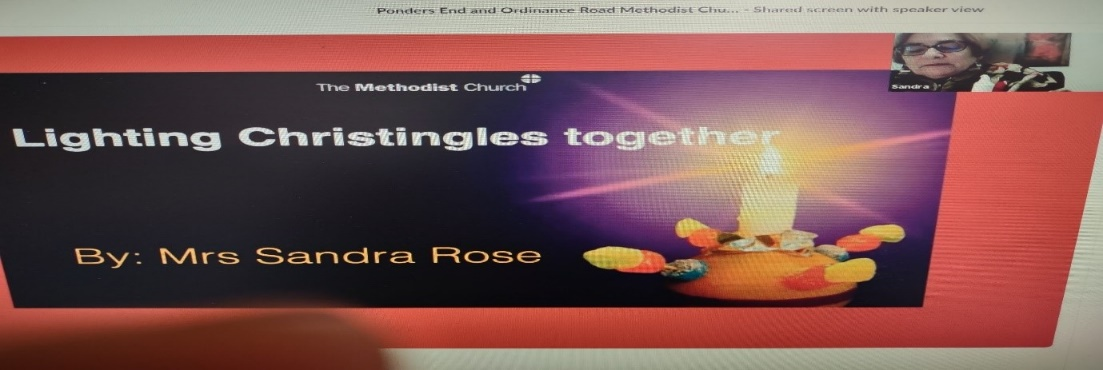 Ponders End and Ordinance Road Methodist Chu... - Shared screen with speaker view
Sandra
The Methodist Church
Lighting Christingles together
By: Mrs Sandra Rose